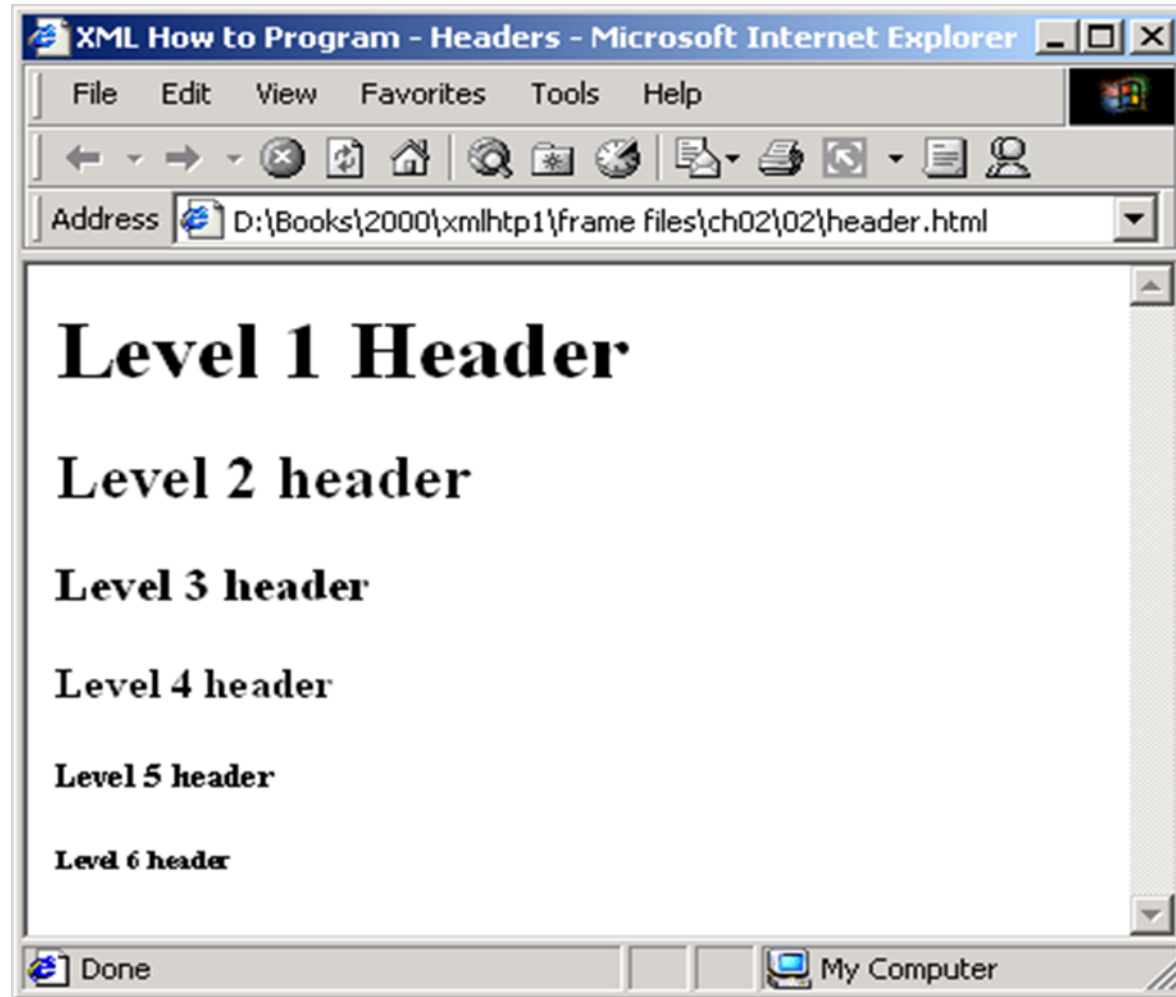 XML How to Program - Headers - Microsoft Internet Explorer
File Edit View Favorites Tools Help
Address D:\Books\2000\xmlhtp1\frame files\ch02\02\header.html
Level 1 Header
Level 2 header
Level 3 header
Level 4 header
Level 5 header
Level 6 header
Done My Computer